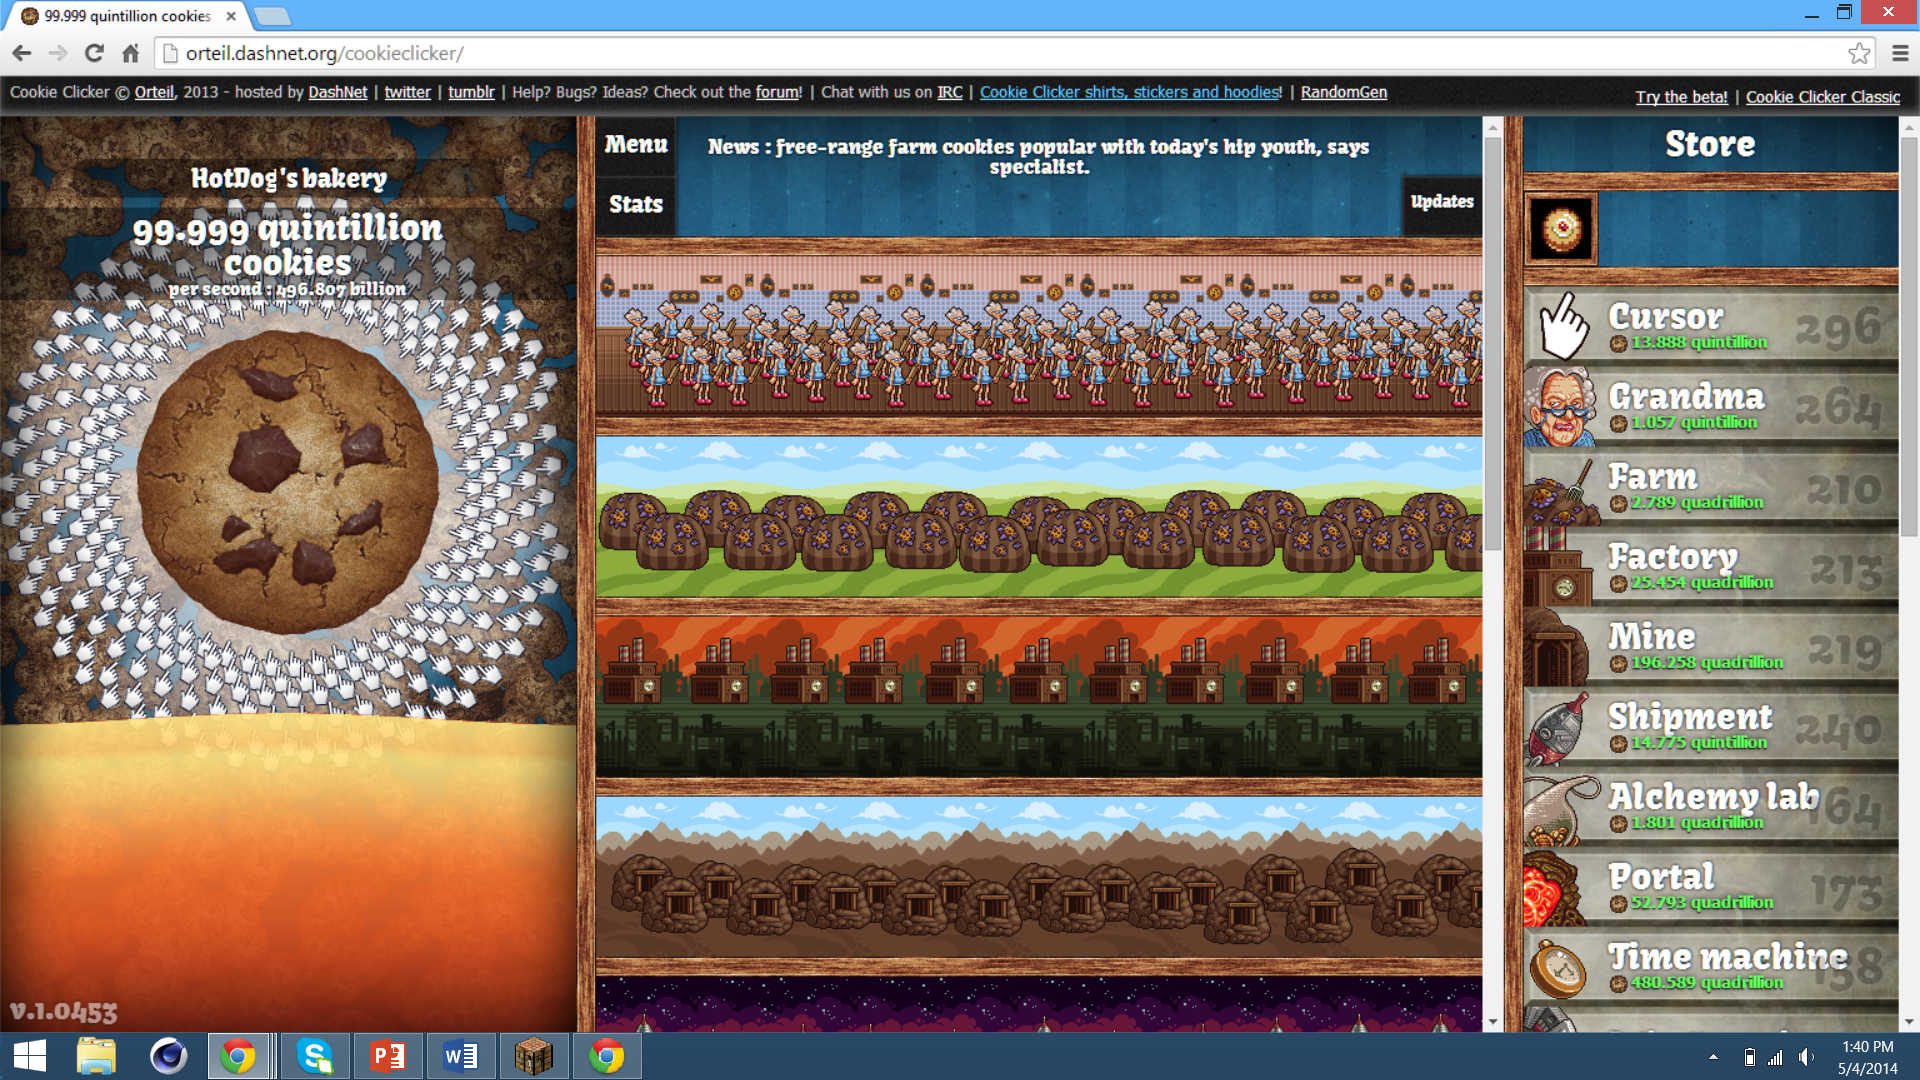 99.999 quintillion cookies
orteil.dashnet.org/cookieclicker/
Cookie Clicker © Orteil, 2013 - hosted by DashNet | twitter | tumblr | Help? Bugs? Ideas? Check out the forum! | Chat with us on IRC | Cookie Clicker shirts, stickers and hoodies! | RandomGen
Try the beta! | Cookie Clicker Classic
HotDog's bakery
99.999 quintillion
cookies
per second : 496.807 billion
v.1.0453
Menu
Stats
News : free-range farm cookies popular with today's hip youth, says
specialist.
Updates
Store
Cursor
13.888 quintillion
296
Grandma
1.057 quintillion
264
Farm
2.789 quadrillion
210
Factory
25.454 quadrillion
213
Mine
196.258 quadrillion
219
Shipment
14.775 quintillion
240
Alchemy lab
1.801 quadrillion
164
Portal
52.793 quadrillion
173
Time machine
480.589 quadrillion
1:40 PM
5/4/2014